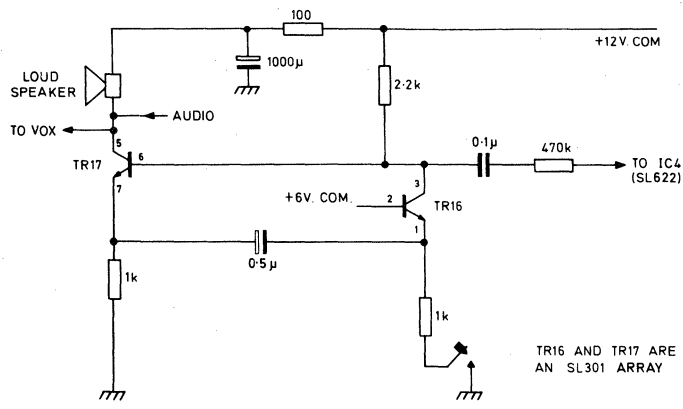 100
+12V. COM
1000μ
LOUD
SPEAKER
2.2k
AUDIO
TO VOX
5
0·1μ
470k
TR17
6
TO IC4
(SL622)
3
+6V. COM.
2
TR16
7
1
0·5μ
1k
1k
TR16 AND TR17 ARE
AN SL301 ARRAY